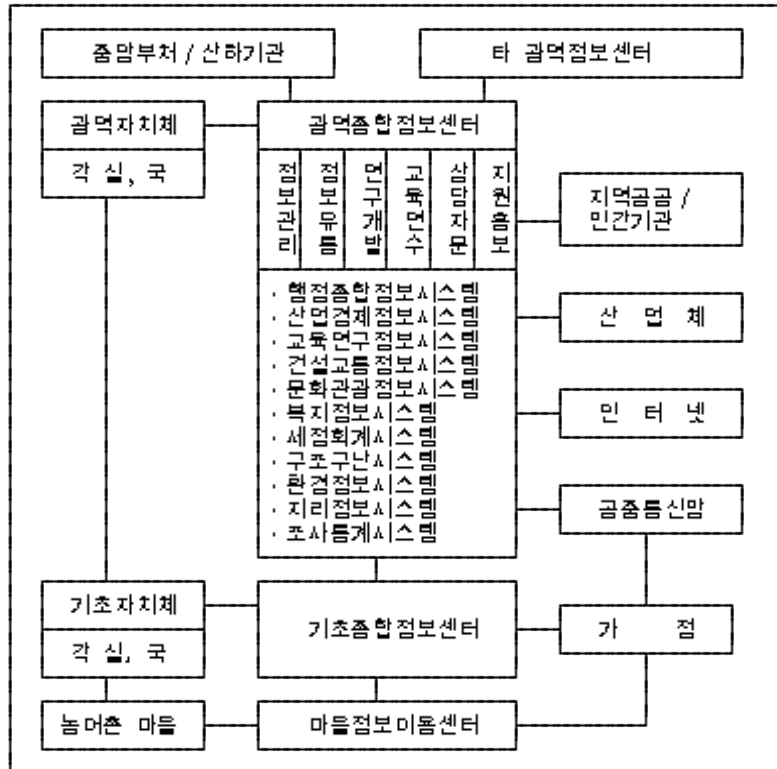 중앙부처 / 산하기관
타 광역정보센터
광역자치체
광역종합정보센터
각 실, 국
정보관리
정보유통
연구개발
교육연수
상담자문
지원홍보
지역공공 /
민간기관
· 행정종합정보시스템
· 산업경제정보시스템
· 교육연구정보시스템
· 건설교통정보시스템
· 문화관광정보시스템
· 복지정보시스템
· 세정회계시스템
· 구조구난시스템
· 환경정보시스템
· 지리정보시스템
· 조사통계시스템
산 업 체
인 터 넷
공중통신망
기초자치체
기초종합정보센터
가 정
각 실, 국
농어촌 마을
마을정보이용센터